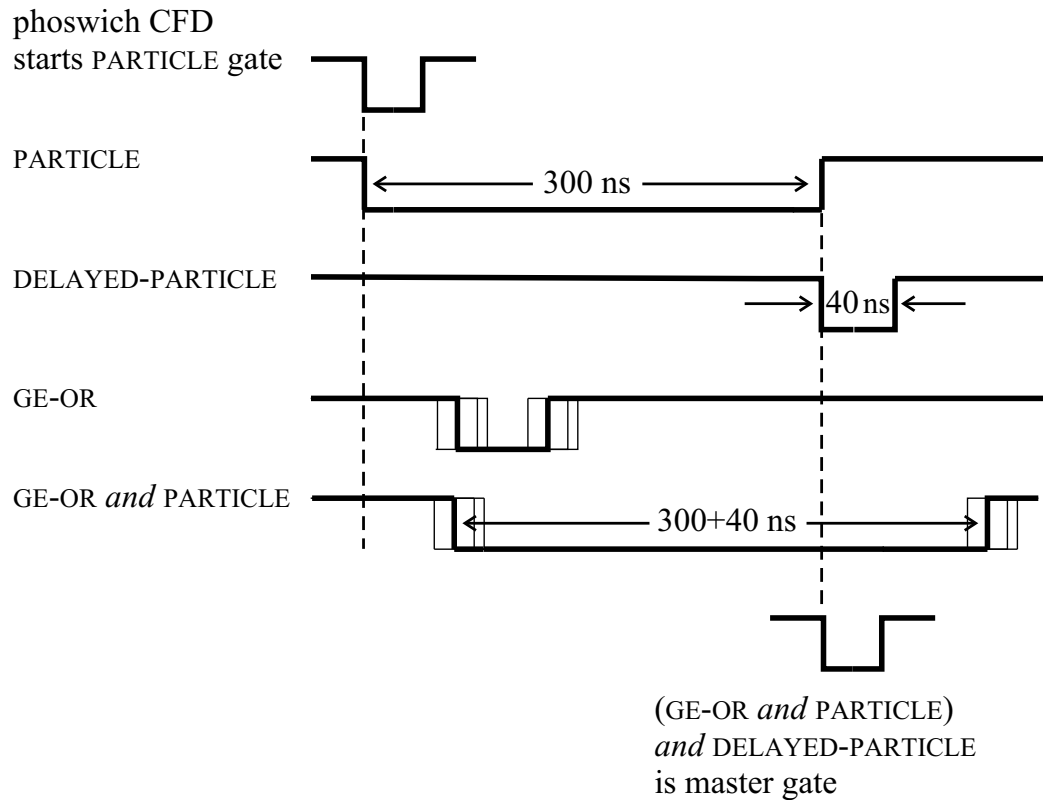 phoswich CFD
starts PARTICLE gate
PARTICLE
300 ns
DELAYED-PARTICLE
40 ns
GE-OR
GE-OR and PARTICLE
300+40 ns
(GE-OR and PARTICLE)
and DELAYED-PARTICLE
is master gate